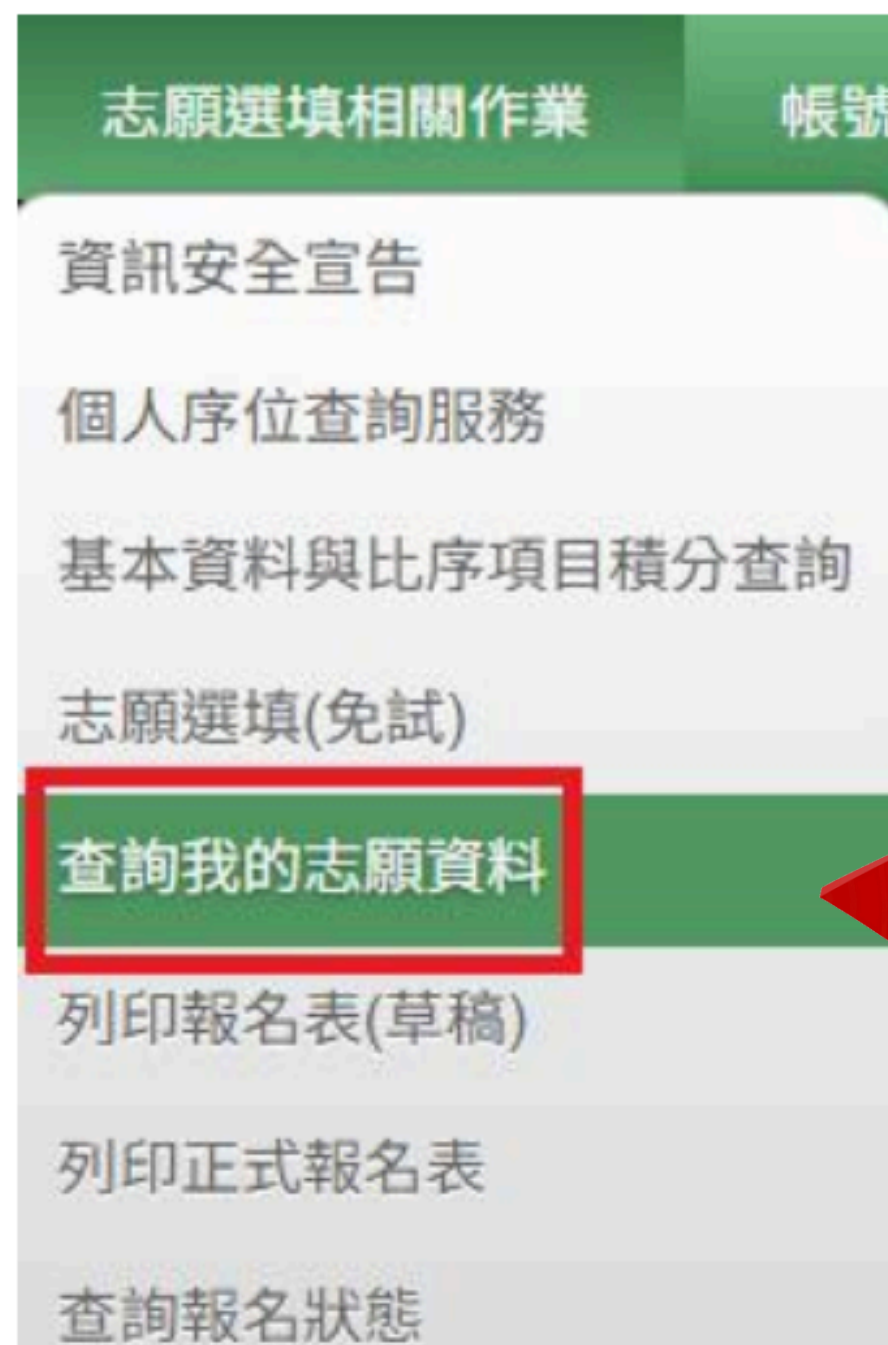 志願選填相關作業 帳號
資訊安全宣告
個人序位查詢服務
基本資料與比序項目積分查詢
志願選填(免試)
查詢我的志願資料
列印報名表(草稿)
列印正式報名表
查詢報名狀態